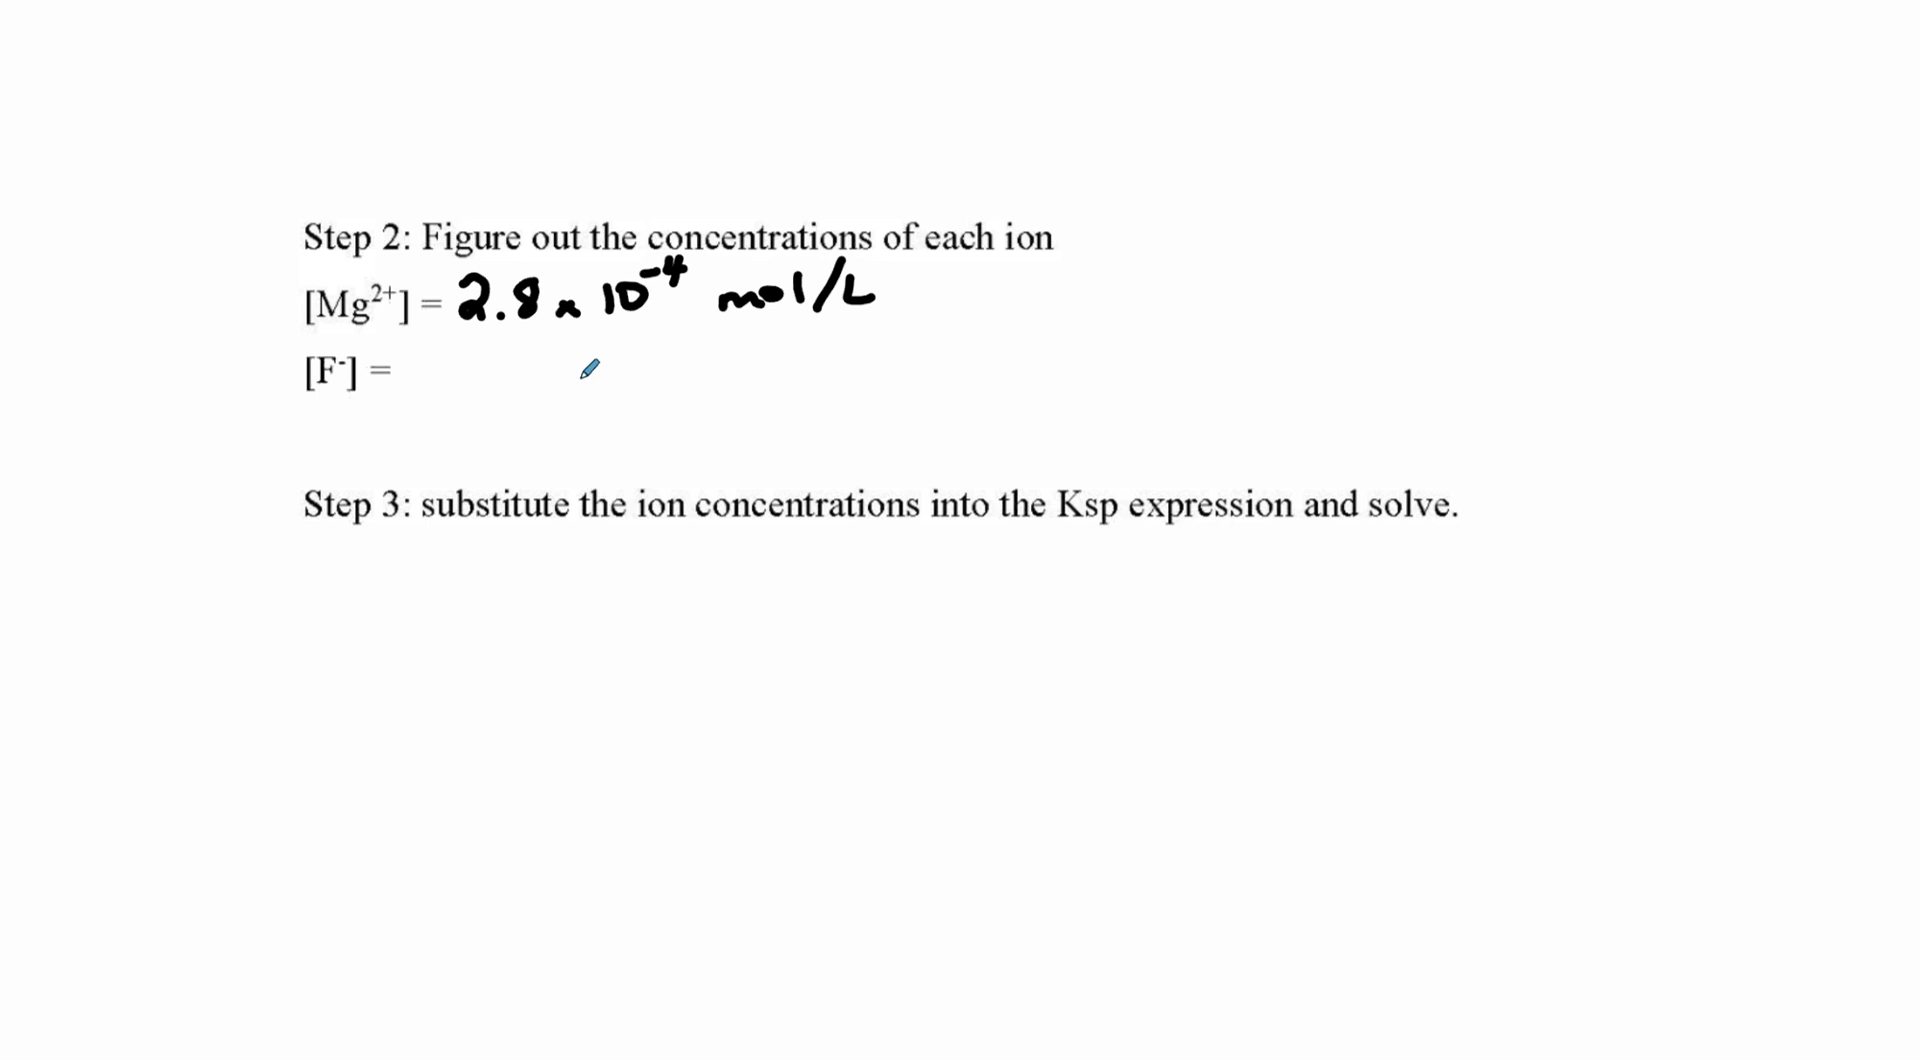 Step 2: Figure out the concentrations of each ion
[Mg²⁺] = 2.8 x 10⁻⁴ mol/L
[F⁻] =
Step 3: substitute the ion concentrations into the Ksp expression and solve.